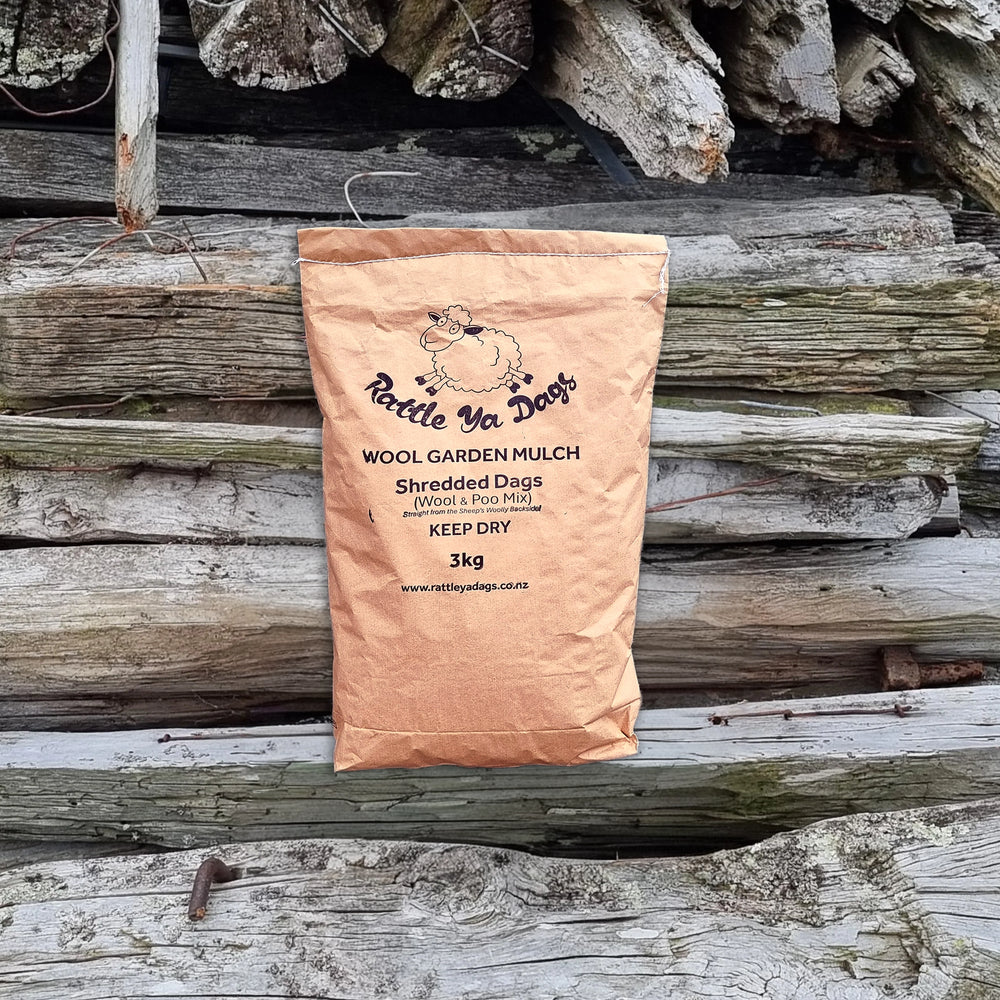 Rattle Ya Dags
WOOL GARDEN MULCH
Shredded Dags
(Wool & Poo Mix)
Straight from the Sheep's Woolly Backside!
KEEP DRY
3kg
www.rattleyadags.co.nz